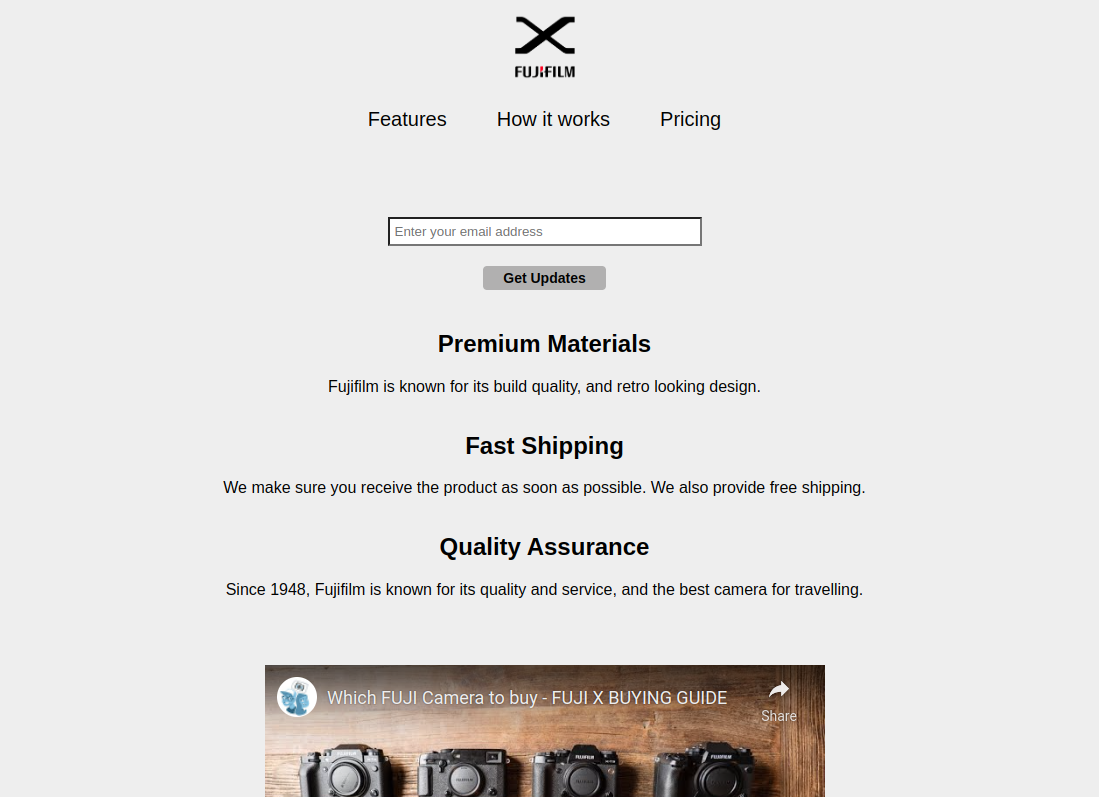 FUJIFILM
Features How it works Pricing
Enter your email address
Get Updates
Premium Materials
Fujifilm is known for its build quality, and retro looking design.
Fast Shipping
We make sure you receive the product as soon as possible. We also provide free shipping.
Quality Assurance
Since 1948, Fujifilm is known for its quality and service, and the best camera for travelling.
Which FUJI Camera to buy - FUJI X BUYING GUIDE
Share